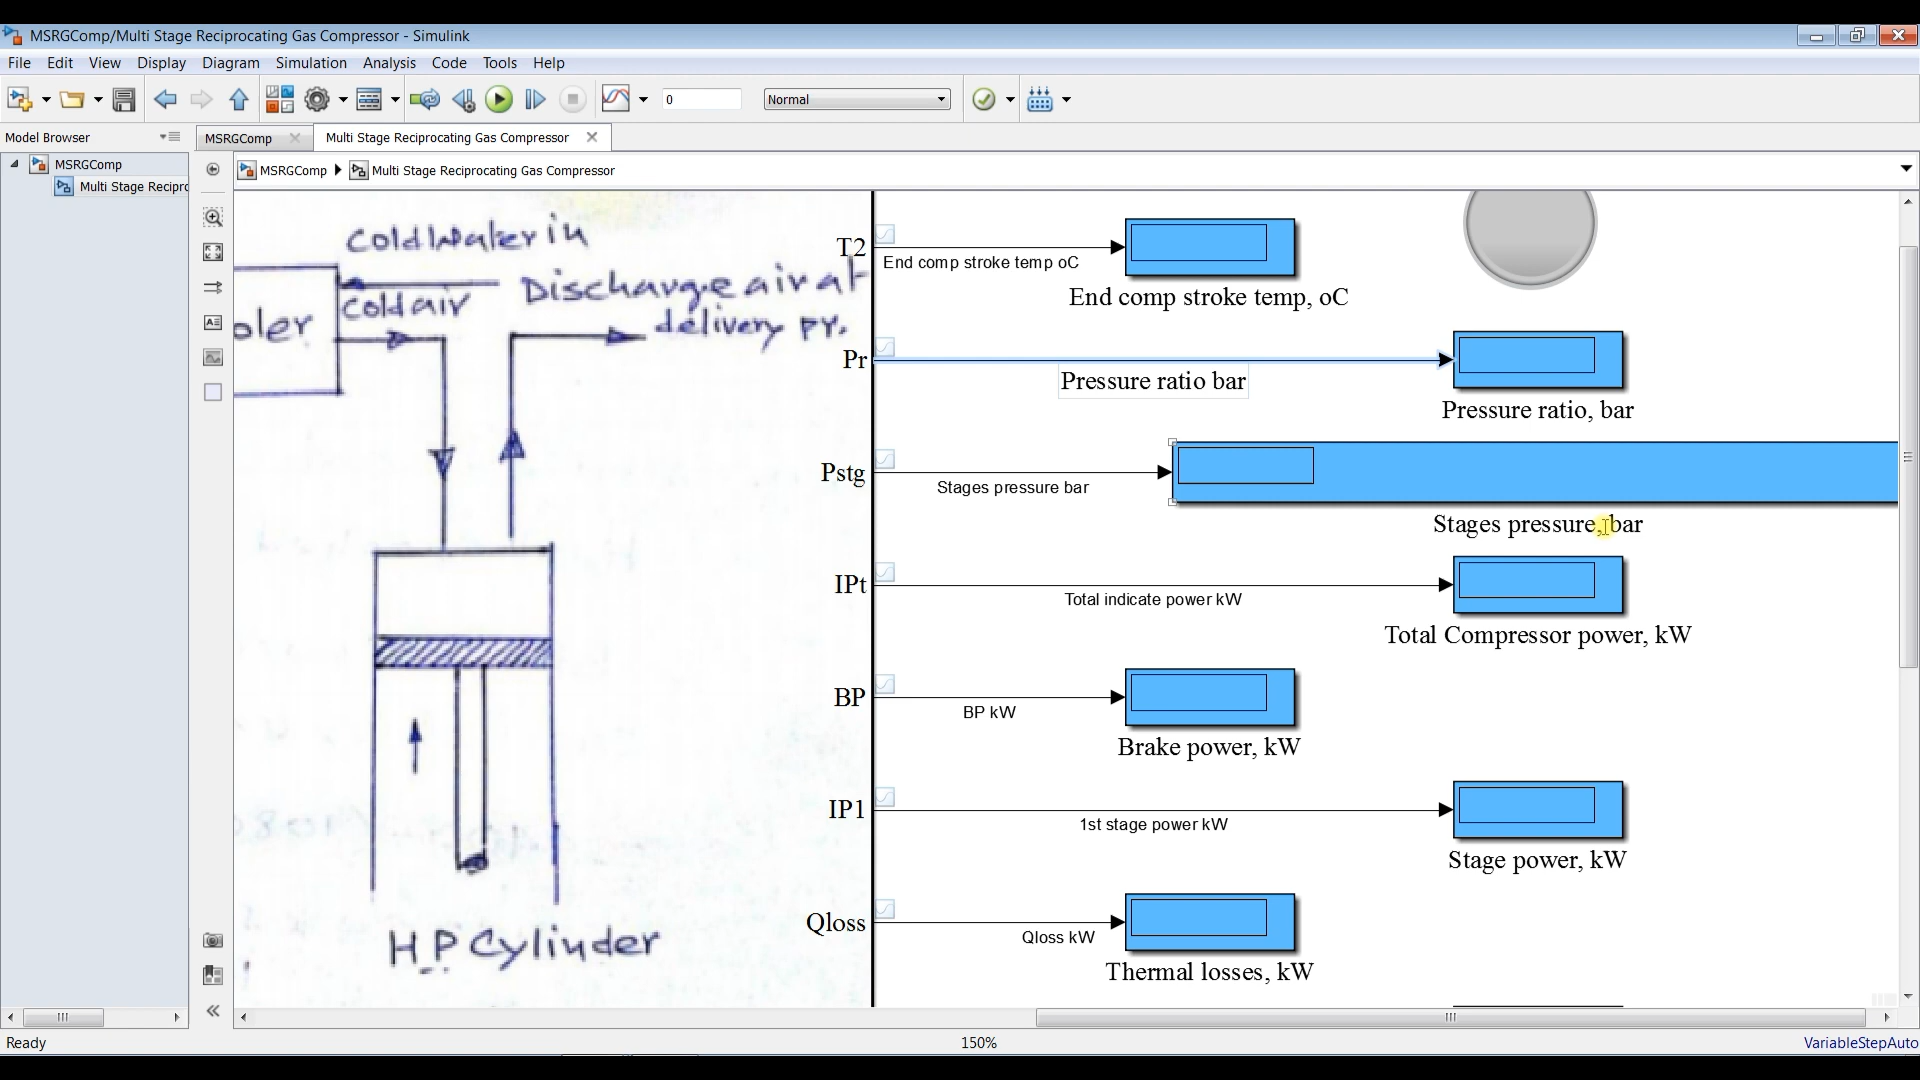 MSRGComp/Multi Stage Reciprocating Gas Compressor - Simulink
File Edit View Display Diagram Simulation Analysis Code Tools Help
0
Normal
Model Browser
MSRGComp
Multi Stage Reciprocating Gas Compressor
MSRGComp
Multi Stage Recipro
MSRGComp
Multi Stage Reciprocating Gas Compressor
Cold Water in
Cold air
oler
Discharge air at
delivery pr.
H.P Cylinder
T2
End comp stroke temp oC
End comp stroke temp, oC
Pr
Pressure ratio bar
Pressure ratio, bar
Pstg
Stages pressure bar
Stages pressure, bar
IPt
Total indicate power kW
Total Compressor power, kW
BP
BP kW
Brake power, kW
IP1
1st stage power kW
Stage power, kW
Qloss
Qloss kW
Thermal losses, kW
Ready
150%
VariableStepAuto